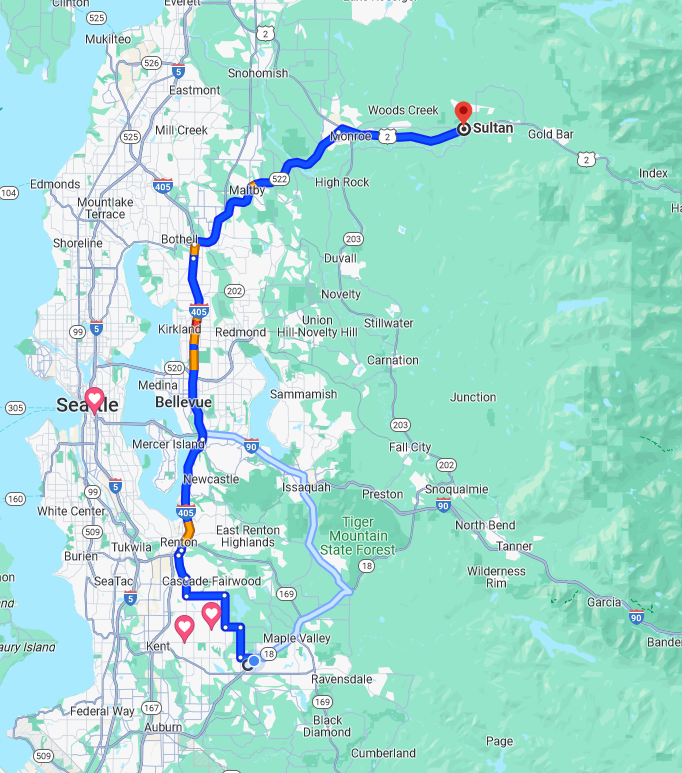 Clinton
525
Everett
Mukilteo
2
526
5
Snohomish
Eastmont
Woods Creek
525
Mill Creek
Monroe
2
Sultan
Gold Bar
2
104
Edmonds
405
Maltby
522
High Rock
Index
Mountlake
Terrace
Shoreline
Bothell
203
Duvall
202
Novelty
405
99
5
Kirkland
Redmond
Union
Hill-Novelty Hill
Stillwater
Carnation
520
Medina
Bellevue
Sammamish
Junction
305
Seattle
203
Mercer Island
90
Fall City
202
160
99
5
Newcastle
Issaquah
Preston
Snoqualmie
90
White Center
405
509
Tukwila
Renton
East Renton
Highlands
Tiger
Mountain
State Forest
North Bend
Tanner
Burien
SeaTac
Cascade-Fairwood
18
Wilderness
Rim
5
169
Garcia
90
Kent
Maple Valley
18
Ravensdale
Federal Way
167
169
Auburn
Black
Diamond
509
Cumberland
Page